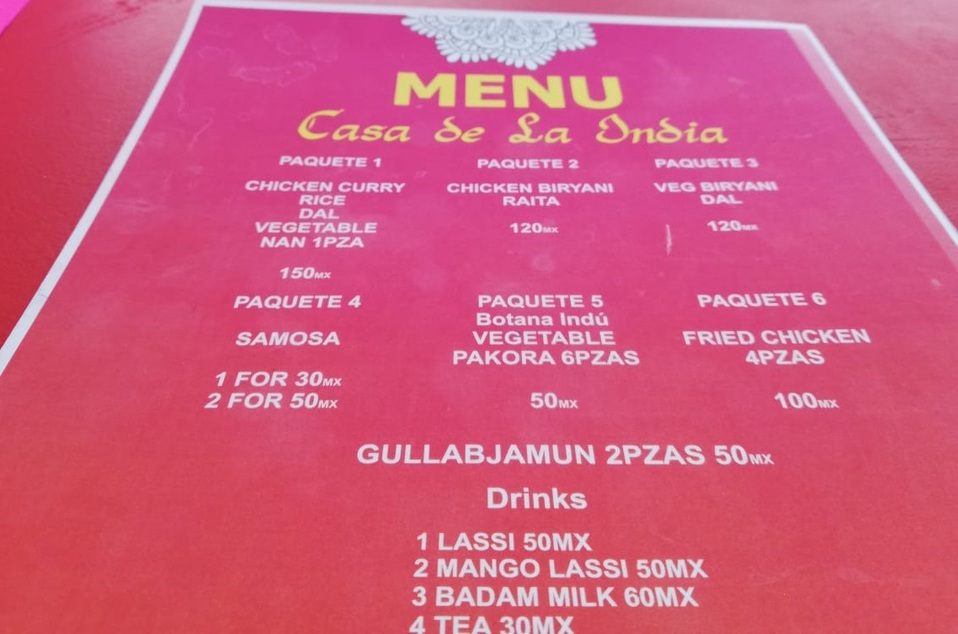 MENU
Casa de La India
PAQUETE 1
CHICKEN CURRY
RICE
DAL
VEGETABLE
NAN 1PZA
150MX
PAQUETE 2
CHICKEN BIRYANI
RAITA
120MX
PAQUETE 3
VEG BIRYANI
DAL
120MX
PAQUETE 4
SAMOSA
1 FOR 30MX
2 FOR 50MX
PAQUETE 5
Botana Indú
VEGETABLE
PAKORA 6PZAS
50MX
PAQUETE 6
FRIED CHICKEN
4PZAS
100MX
GULLABJAMUN 2PZAS 50MX
Drinks
1 LASSI 50MX
2 MANGO LASSI 50MX
3 BADAM MILK 60MX
4 TEA 30MX